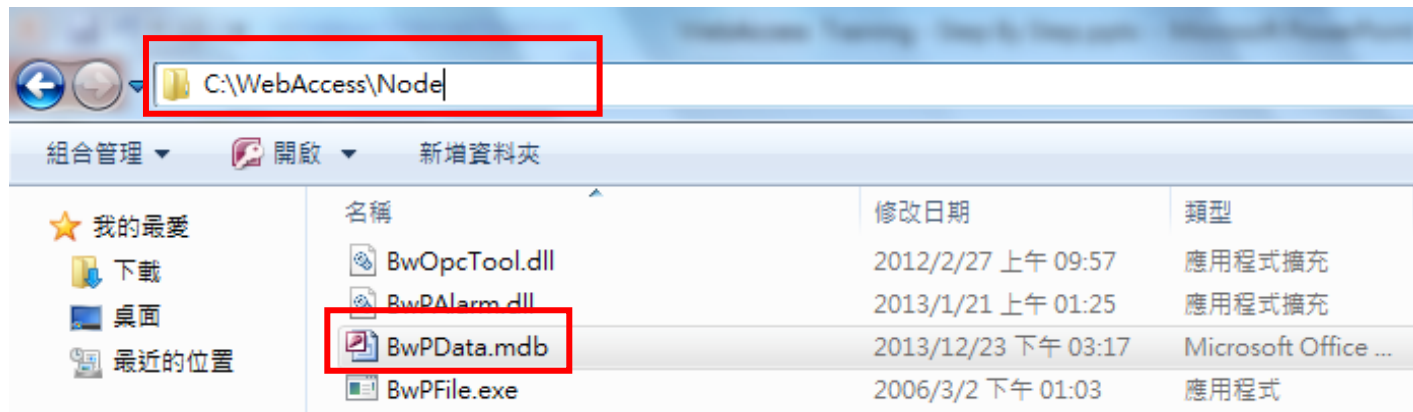 C:\WebAccess\Node
組合管理 開啟 新增資料夾
我的最愛
下載
桌面
最近的位置
名稱 修改日期 類型
BwOpcTool.dll 2012/2/27 上午 09:57 應用程式擴充
BwPAlarm.dll 2013/1/21 上午 01:25 應用程式擴充
BwPData.mdb 2013/12/23 下午 03:17 Microsoft Office ...
BwPFile.exe 2006/3/2 下午 01:03 應用程式